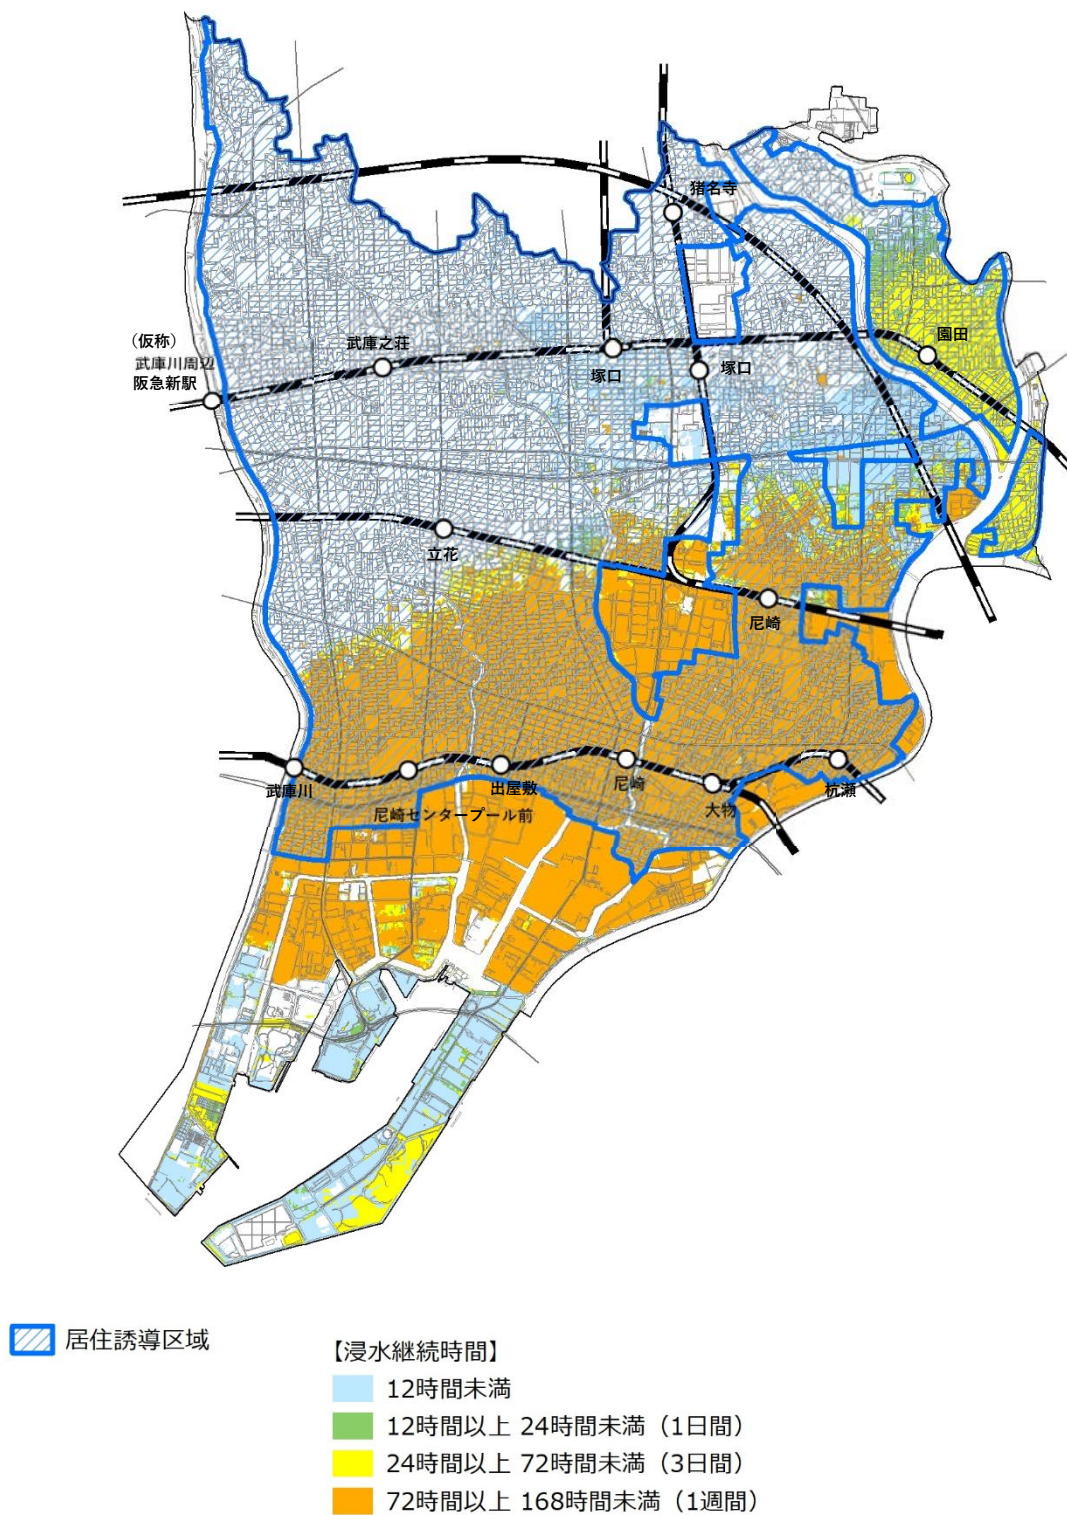 猪名寺
園田
（仮称）
武庫川周辺
阪急新駅
武庫之荘
塚口
塚口
立花
尼崎
武庫川
出屋敷
尼崎
杭瀬
大物
尼崎センタープール前
居住誘導区域
【浸水継続時間】
12時間未満
12時間以上 24時間未満（1日間）
24時間以上 72時間未満（3日間）
72時間以上 168時間未満（1週間）